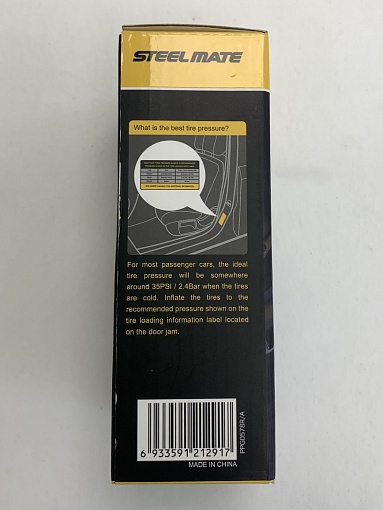 STEELMATE
What is the best tire pressure?
For most passenger cars, the ideal
tire pressure will be somewhere
around 35PSI / 2.4Bar when the tires
are cold. Inflate the tires to the
recommended pressure shown on the
tire loading information label located
on the door jam.
PPG0578R/A
6 933591 212917
MADE IN CHINA